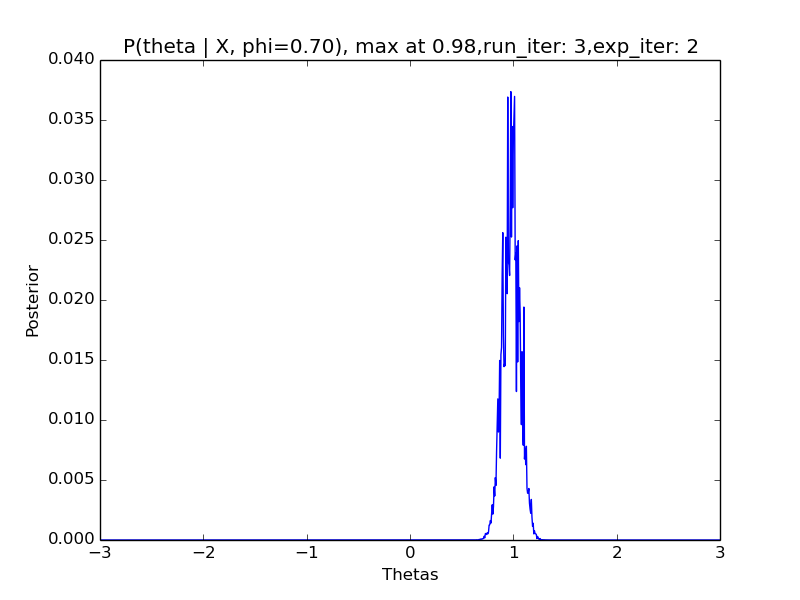 P(theta | X, phi=0.70), max at 0.98,run_iter: 3,exp_iter: 2
0.040
0.035
0.030
0.025
0.020
0.015
0.010
0.005
0.000
Posterior
−3 −2 −1 0 1 2 3
Thetas